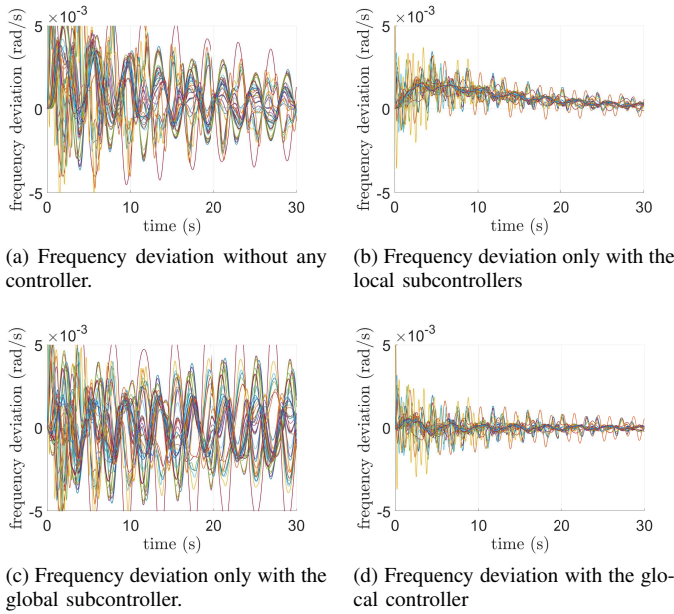 ×10⁻³
frequency deviation (rad/s)
5
0
-5
0 10 20 30
time (s)
(a) Frequency deviation without any
controller.
×10⁻³
frequency deviation (rad/s)
5
0
-5
0 10 20 30
time (s)
(b) Frequency deviation only with the
local subcontrollers
×10⁻³
frequency deviation (rad/s)
5
0
-5
0 10 20 30
time (s)
(c) Frequency deviation only with the
global subcontroller.
×10⁻³
frequency deviation (rad/s)
5
0
-5
0 10 20 30
time (s)
(d) Frequency deviation with the glo-
cal controller